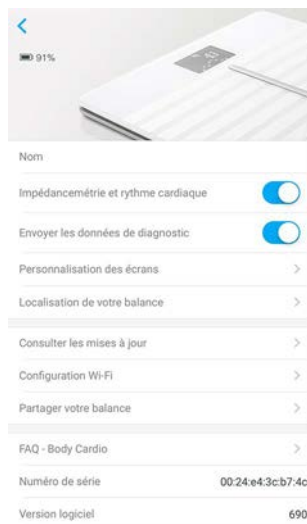 91%
Nom
Impédancemétrie et rythme cardiaque
Envoyer les données de diagnostic
Personnalisation des écrans
Localisation de votre balance
Consulter les mises à jour
Configuration Wi-Fi
Partager votre balance
FAQ - Body Cardio
Numéro de série 00:24:e4:3c:b7:4c
Version logiciel 690